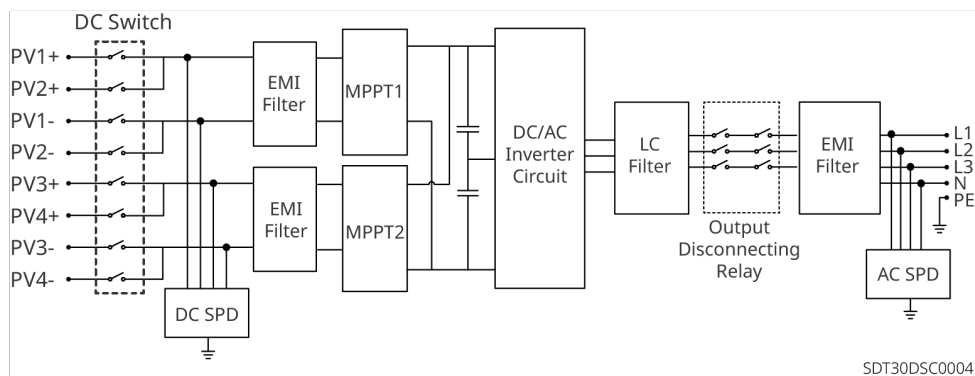 DC Switch
PV1+
PV2+
PV1-
PV2-
PV3+
PV4+
PV3-
PV4-
EMI
Filter
EMI
Filter
MPPT1
MPPT2
DC SPD
DC/AC
Inverter
Circuit
LC
Filter
Output
Disconnecting
Relay
EMI
Filter
L1
L2
L3
N
PE
AC SPD
SDT30DSC0004